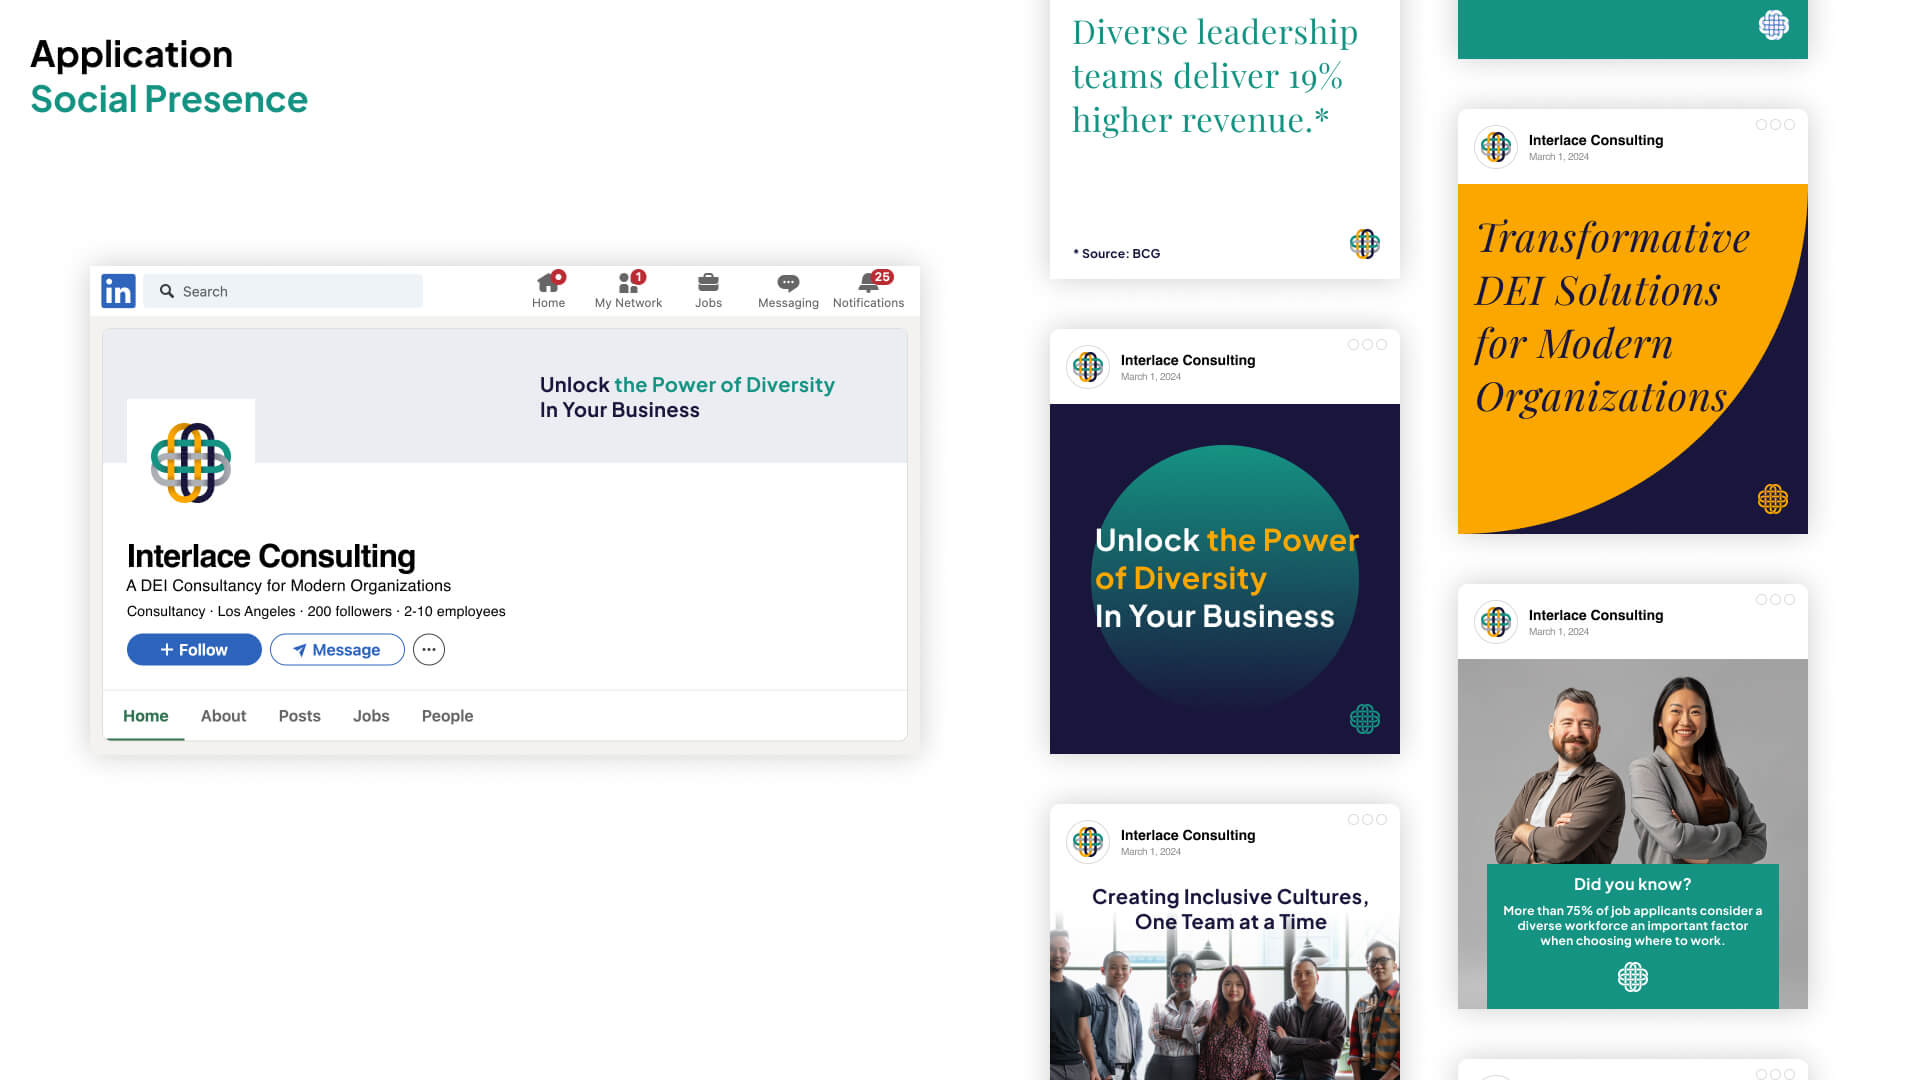 Application
Social Presence
in
Search
Home
1
My Network
Jobs
Messaging
25
Notifications
Unlock the Power of Diversity
In Your Business
Interlace Consulting
A DEI Consultancy for Modern Organizations
Consultancy · Los Angeles · 200 followers · 2-10 employees
+ Follow
Message
Home
About
Posts
Jobs
People
Diverse leadership
teams deliver 19%
higher revenue.*
* Source: BCG
Interlace Consulting
March 1, 2024
Unlock the Power
of Diversity
In Your Business
Interlace Consulting
March 1, 2024
Creating Inclusive Cultures,
One Team at a Time
Interlace Consulting
March 1, 2024
Transformative
DEI Solutions
for Modern
Organizations
Interlace Consulting
March 1, 2024
Did you know?
More than 75% of job applicants consider a
diverse workforce an important factor
when choosing where to work.